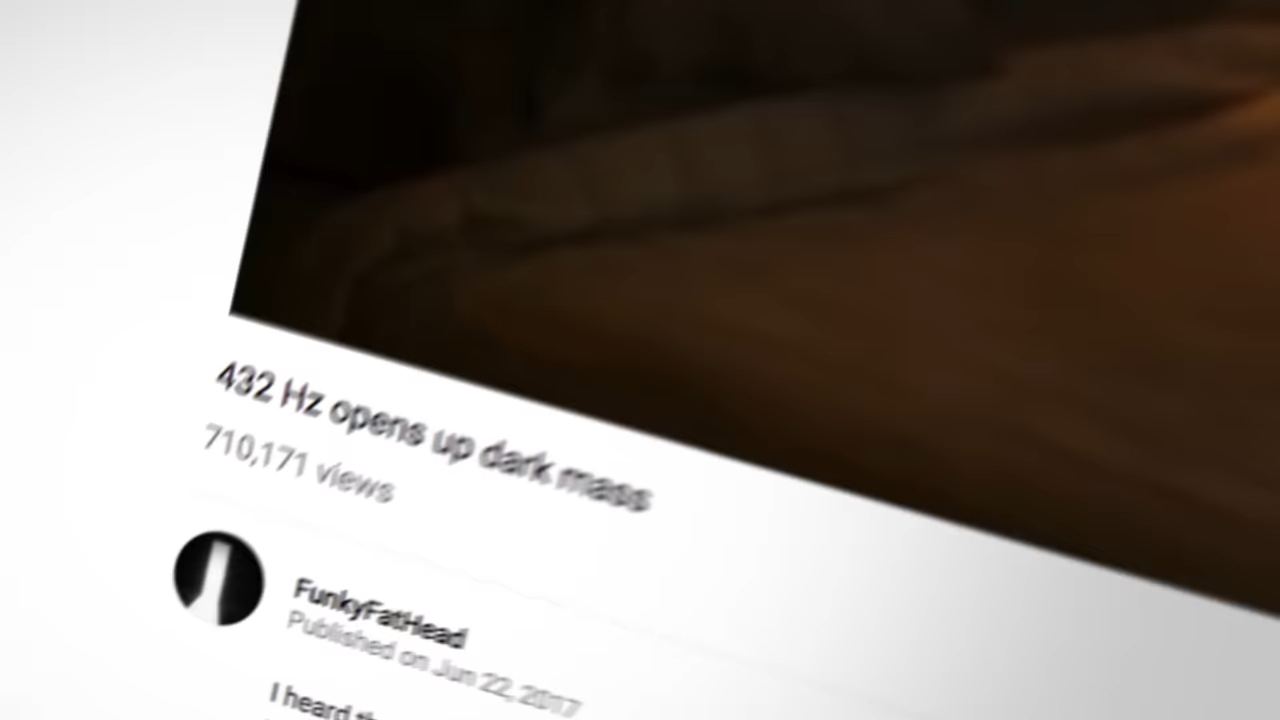 432 Hz opens up dark mass
710,171 views
FunkyFatHead
Published on Jun 22, 2017
I heard